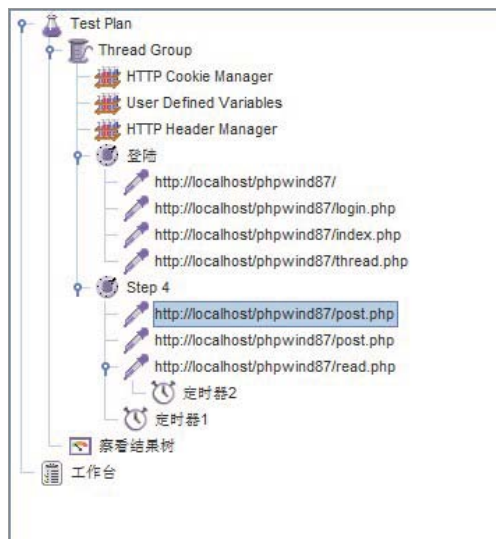 Test Plan
Thread Group
HTTP Cookie Manager
User Defined Variables
HTTP Header Manager
登陆
http://localhost/phpwind87/
http://localhost/phpwind87/login.php
http://localhost/phpwind87/index.php
http://localhost/phpwind87/thread.php
Step 4
http://localhost/phpwind87/post.php
http://localhost/phpwind87/post.php
http://localhost/phpwind87/read.php
定时器2
定时器1
察看结果树
工作台